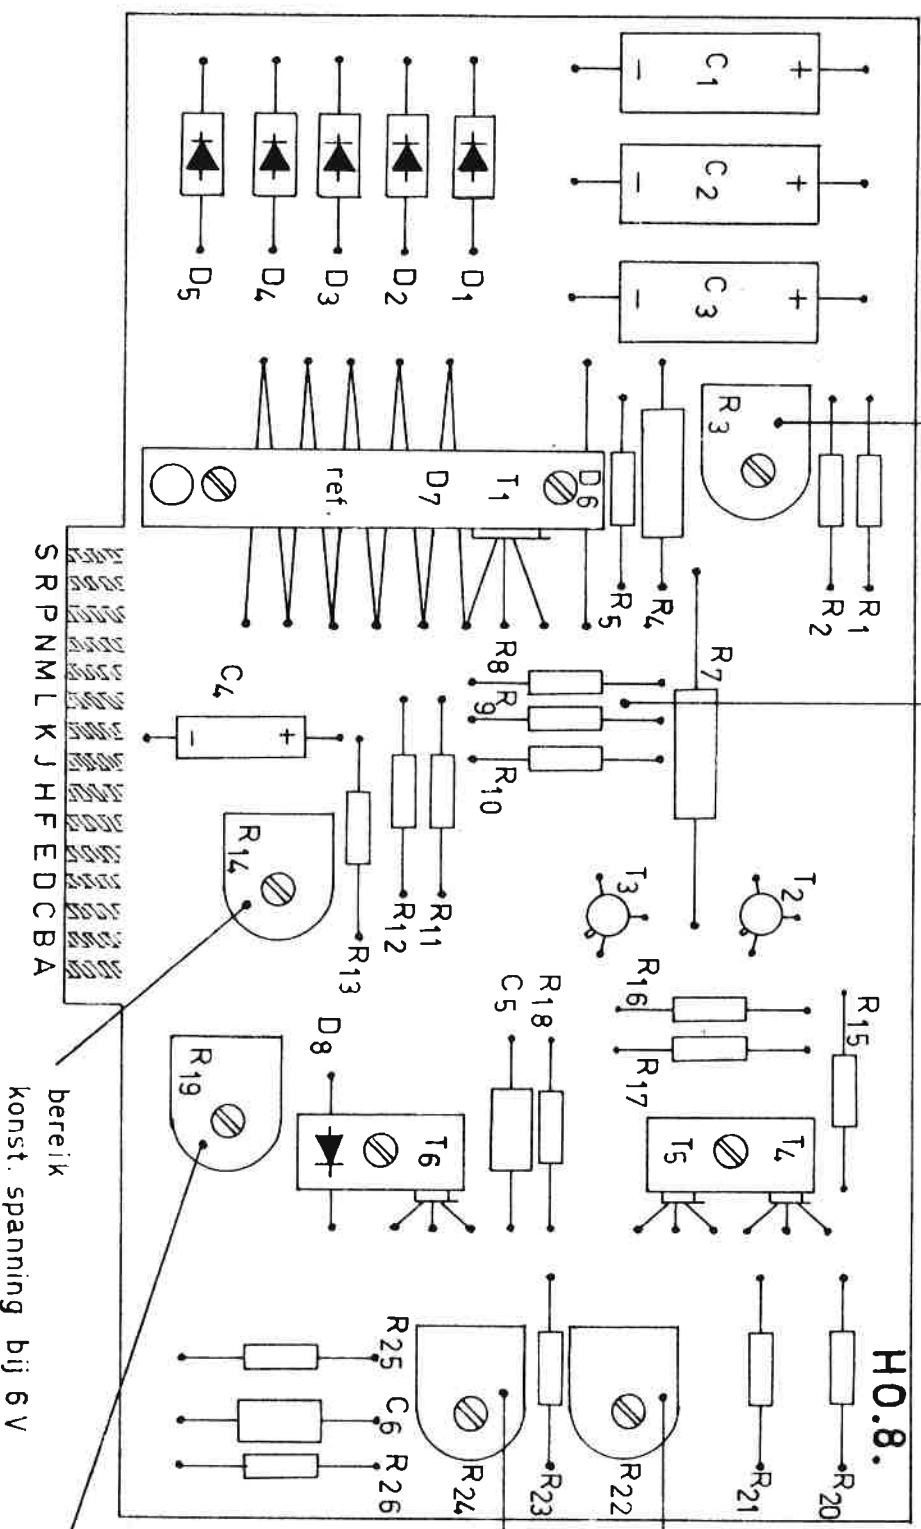 C1
C2
C3
D1
D2
D3
D4
D5
R3
R1
R2
D6
T1
D7
ref.
R5
R4
R7
R8
R9
R10
C4
R11
R12
R13
R14
T2
T3
R15
R16
R17
R18
C5
D8
R19
T4
T5
T6
R20
R21
R22
R23
R24
R25
C6
R26
HO.8.
S R P N M L K J H F E D C B A
bereik
konst. spanning bij 6V